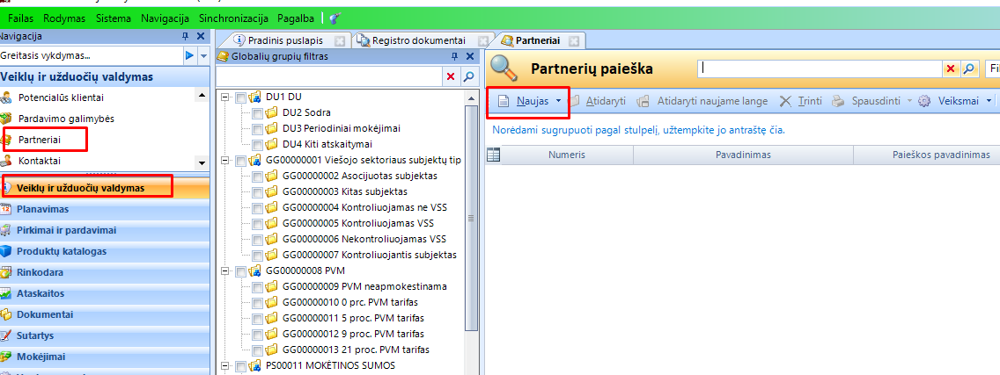 Failas Rodymas Sistema Navigacija Sinchronizacija Pagalba
Navigacija
Greitasis vykdymas...
Veiklų ir užduočių valdymas
Potencialūs klientai
Pardavimo galimybės
Partneriai
Kontaktai
Veiklų ir užduočių valdymas
Planavimas
Pirkimai ir pardavimai
Produktų katalogas
Rinkodara
Ataskaitos
Dokumentai
Sutartys
Mokėjimai
Pradinis puslapis Registro dokumentai Partneriai
Globalių grupių filtras
DU1 DU
DU2 Sodra
DU3 Periodiniai mokėjimai
DU4 Kiti atskaitymai
GG00000001 Viešojo sektoriaus subjektų tip
GG00000002 Asocijuotas subjektas
GG00000003 Kitas subjektas
GG00000004 Kontroliuojamas ne VSS
GG00000005 Kontroliuojamas VSS
GG00000006 Nekontroliuojamas VSS
GG00000007 Kontroliuojantis subjektas
GG00000008 PVM
GG00000009 PVM neapmokestinama
GG00000010 0 prc. PVM tarifas
GG00000011 5 proc. PVM tarifas
GG00000012 9 proc. PVM tarifas
GG00000013 21 proc. PVM tarifas
PS00011 MOKĖTINOS SUMOS
Partnerių paieška
Naujas Atidaryti Atidaryti naujame lange Trinti Spausdinti Veiksmai
Norėdami sugrupuoti pagal stulpelį, užtempkite jo antraštę čia.
Numeris Pavadinimas Paieškos pavadinimas